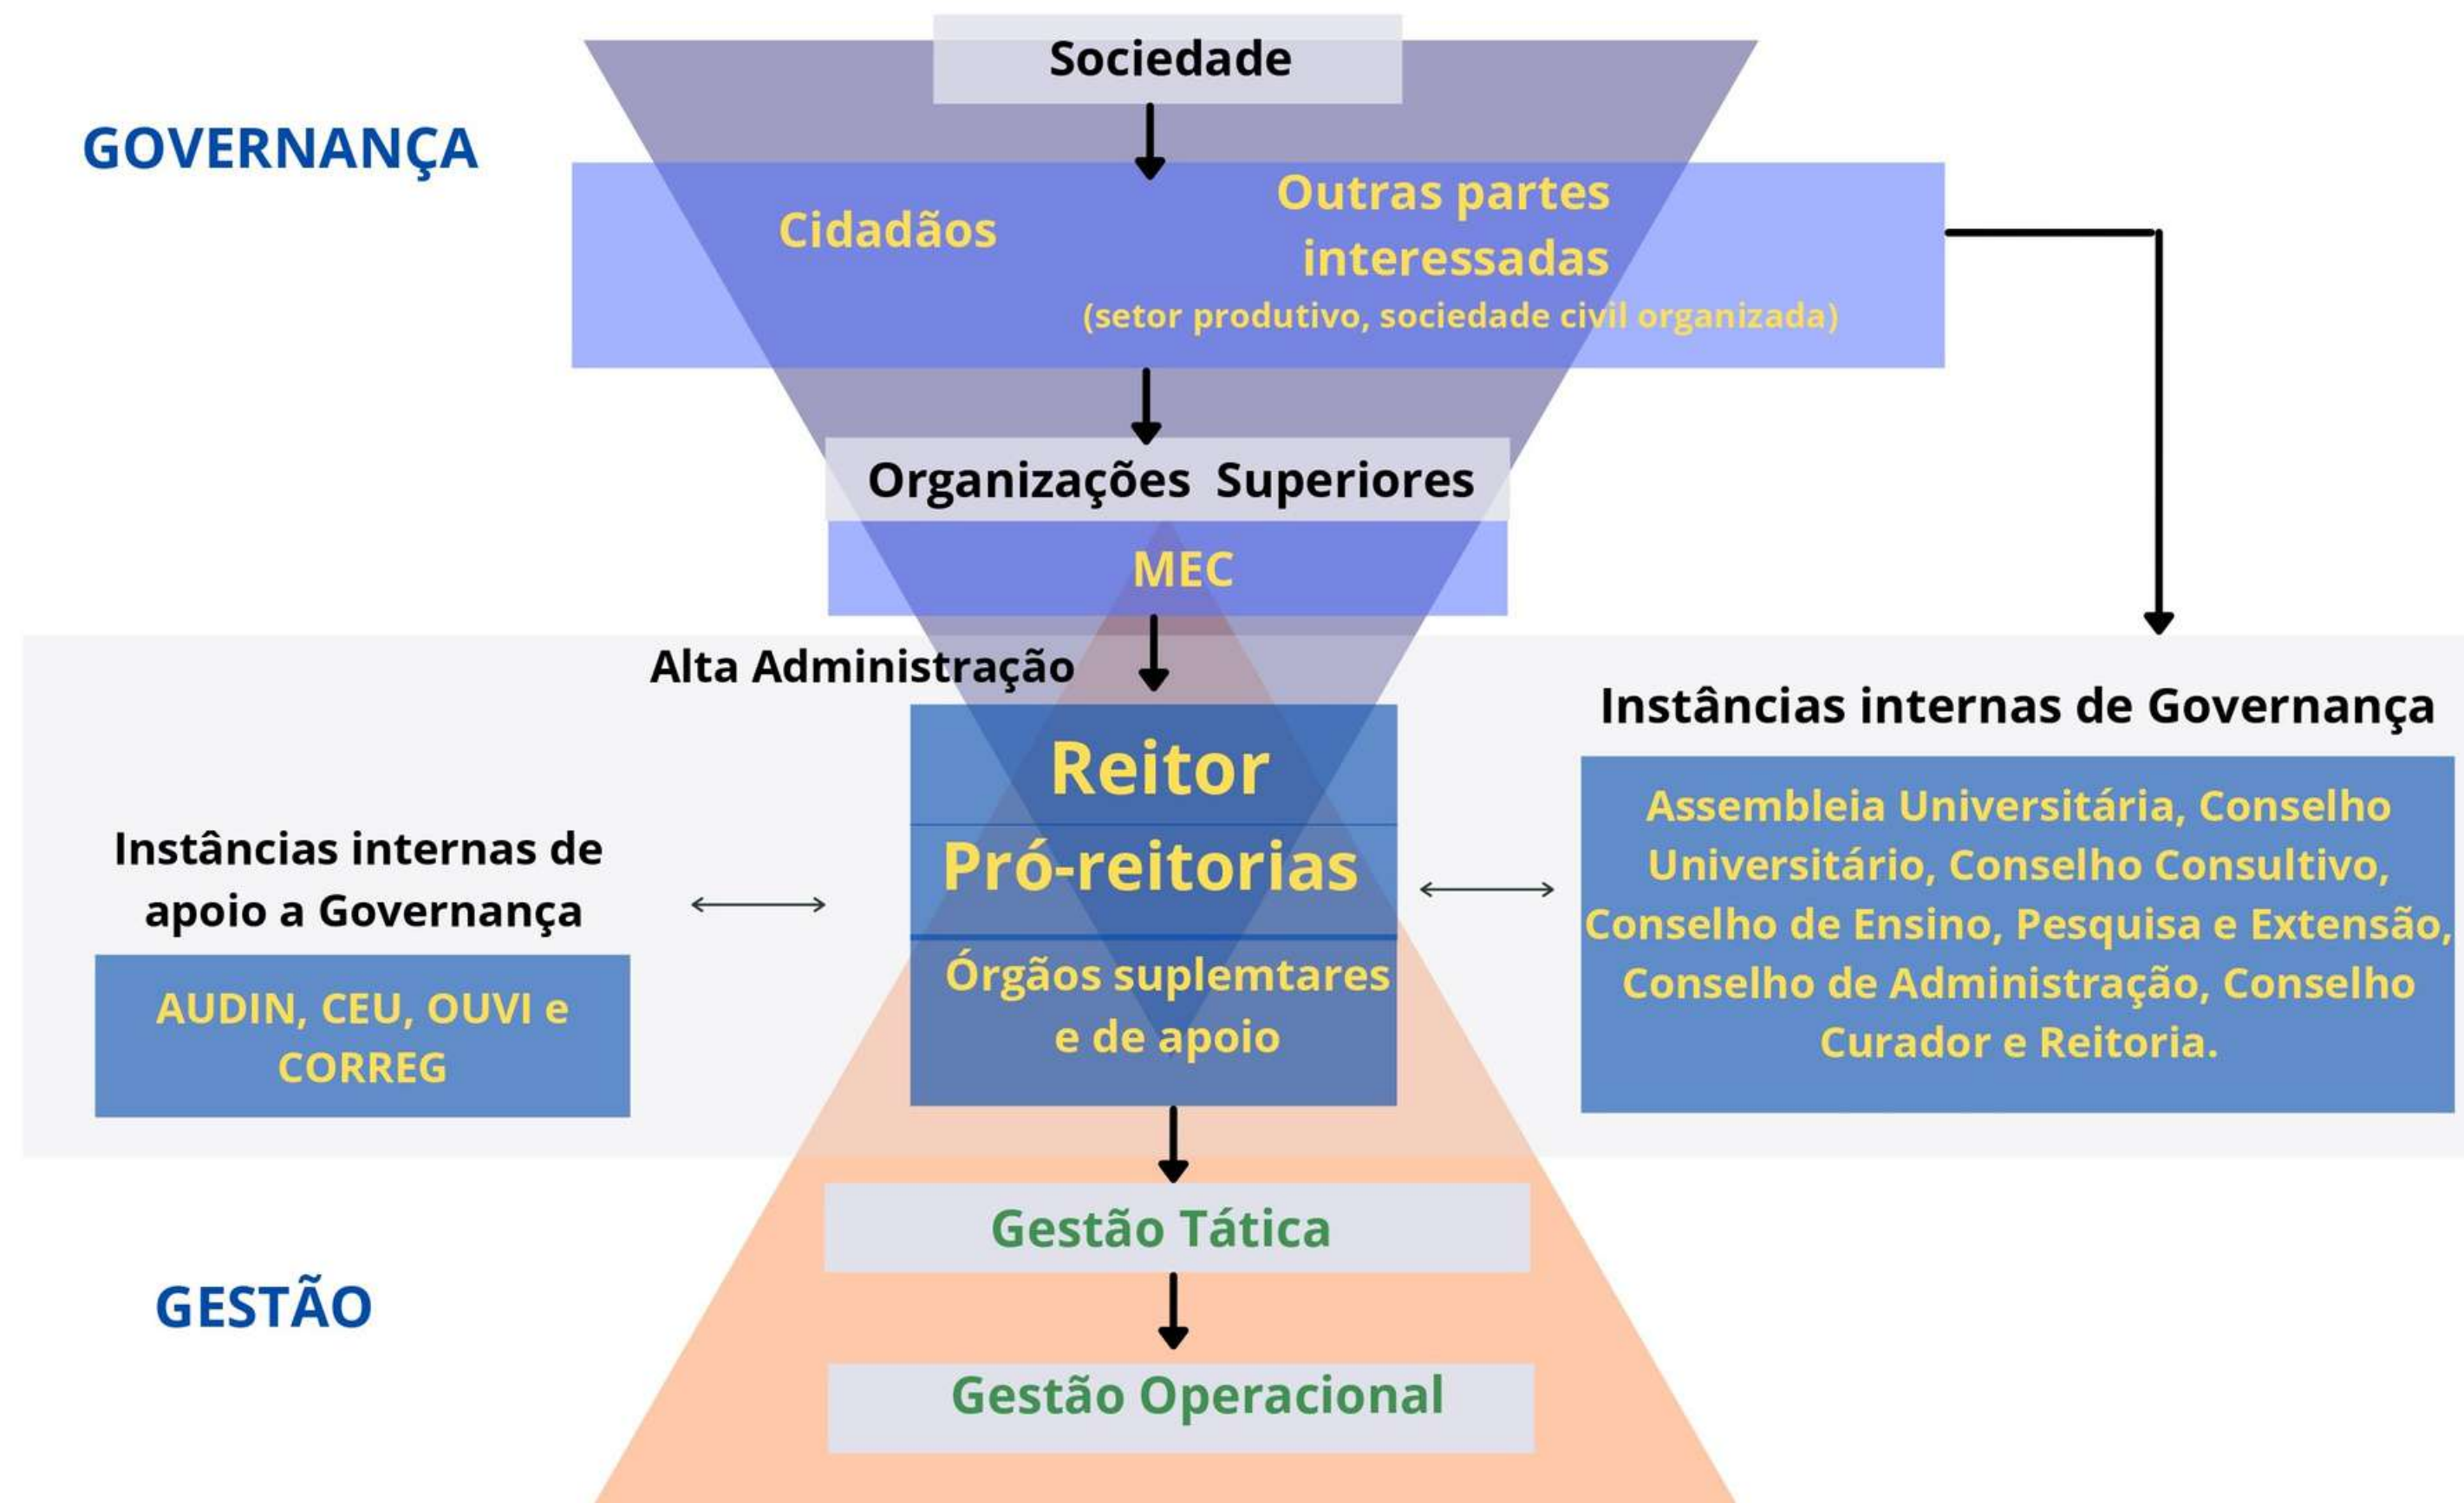 Sociedade
GOVERNANÇA
Cidadãos
Outras partes
interessadas
(setor produtivo, sociedade civil organizada)
Organizações Superiores
MEC
Alta Administração
Reitor
Pró-reitorias
Órgãos suplemtares
e de apoio
Instâncias internas de
apoio a Governança
AUDIN, CEU, OUVI e
CORREG
Instâncias internas de Governança
Assembleia Universitária, Conselho
Universitário, Conselho Consultivo,
Conselho de Ensino, Pesquisa e Extensão,
Conselho de Administração, Conselho
Curador e Reitoria.
Gestão Tática
GESTÃO
Gestão Operacional